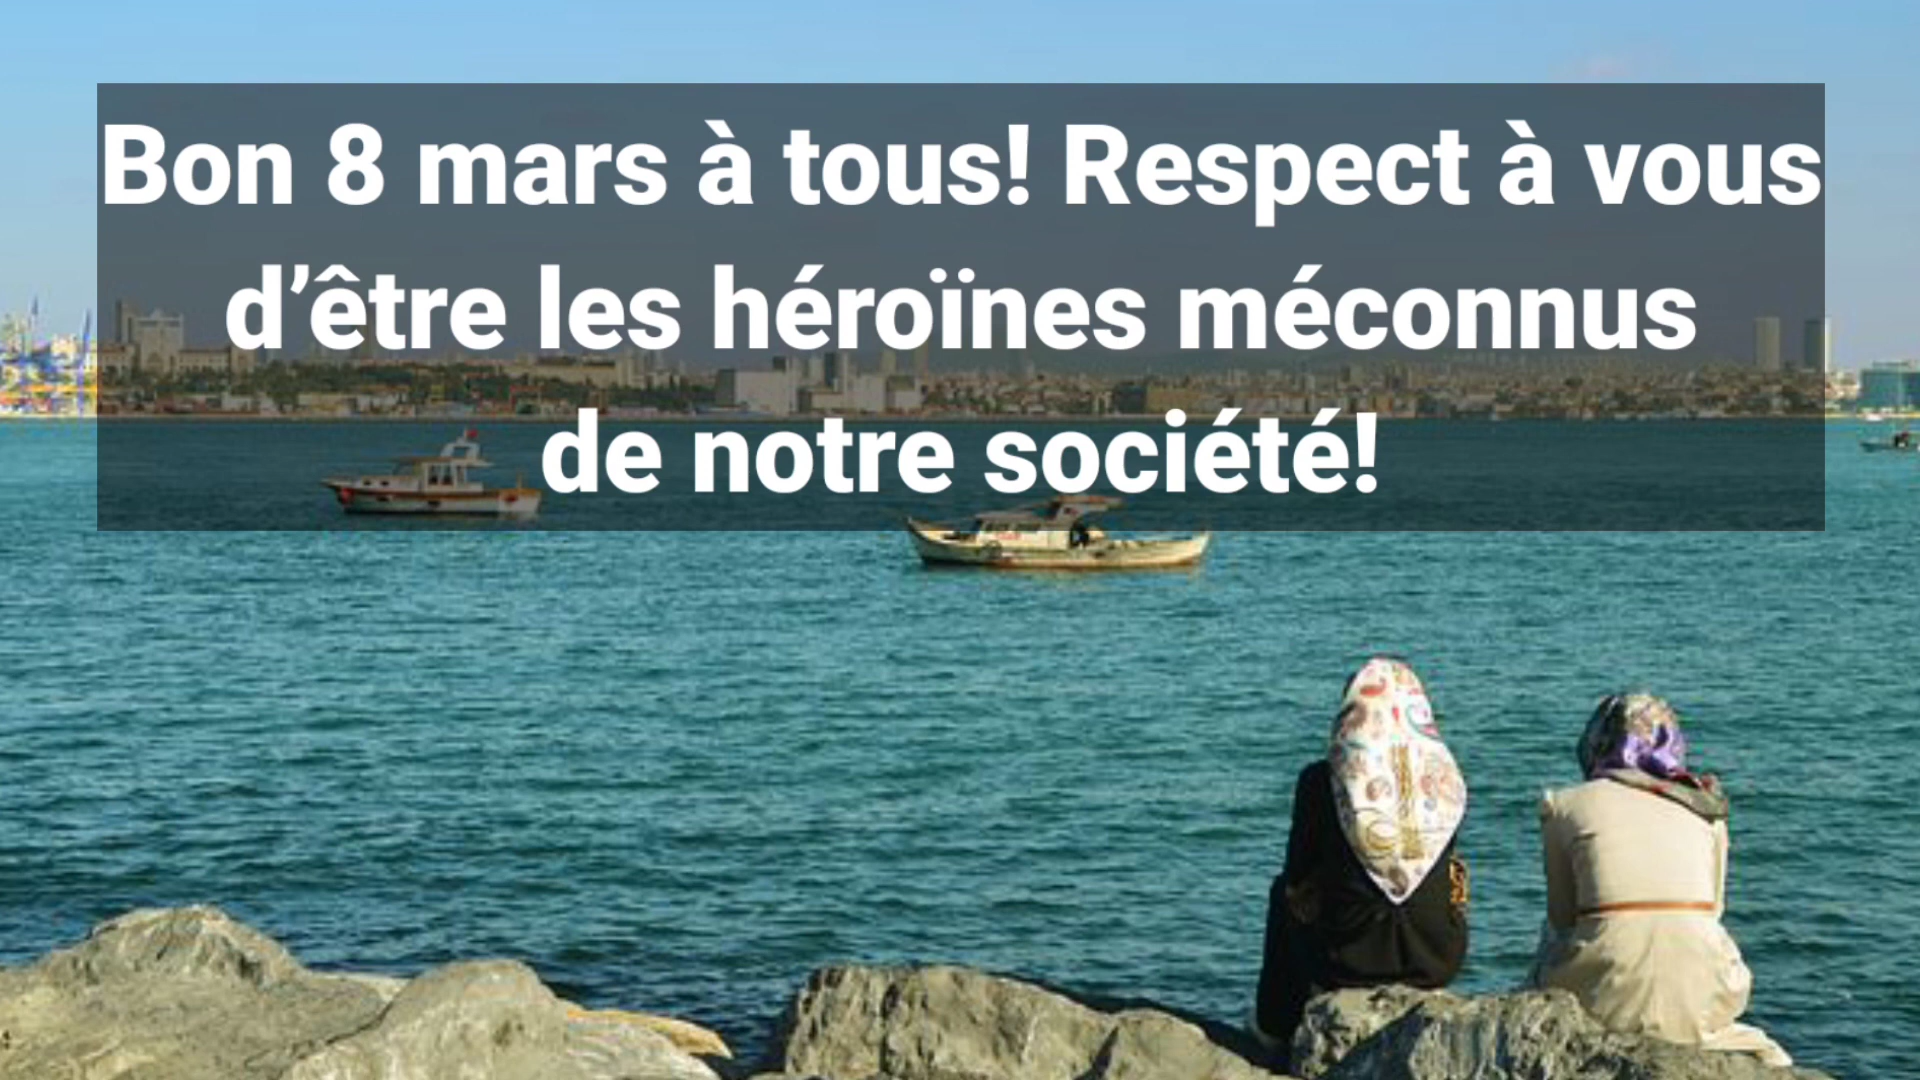 Bon 8 mars à tous! Respect à vous
d’être les héroïnes méconnus
de notre société!